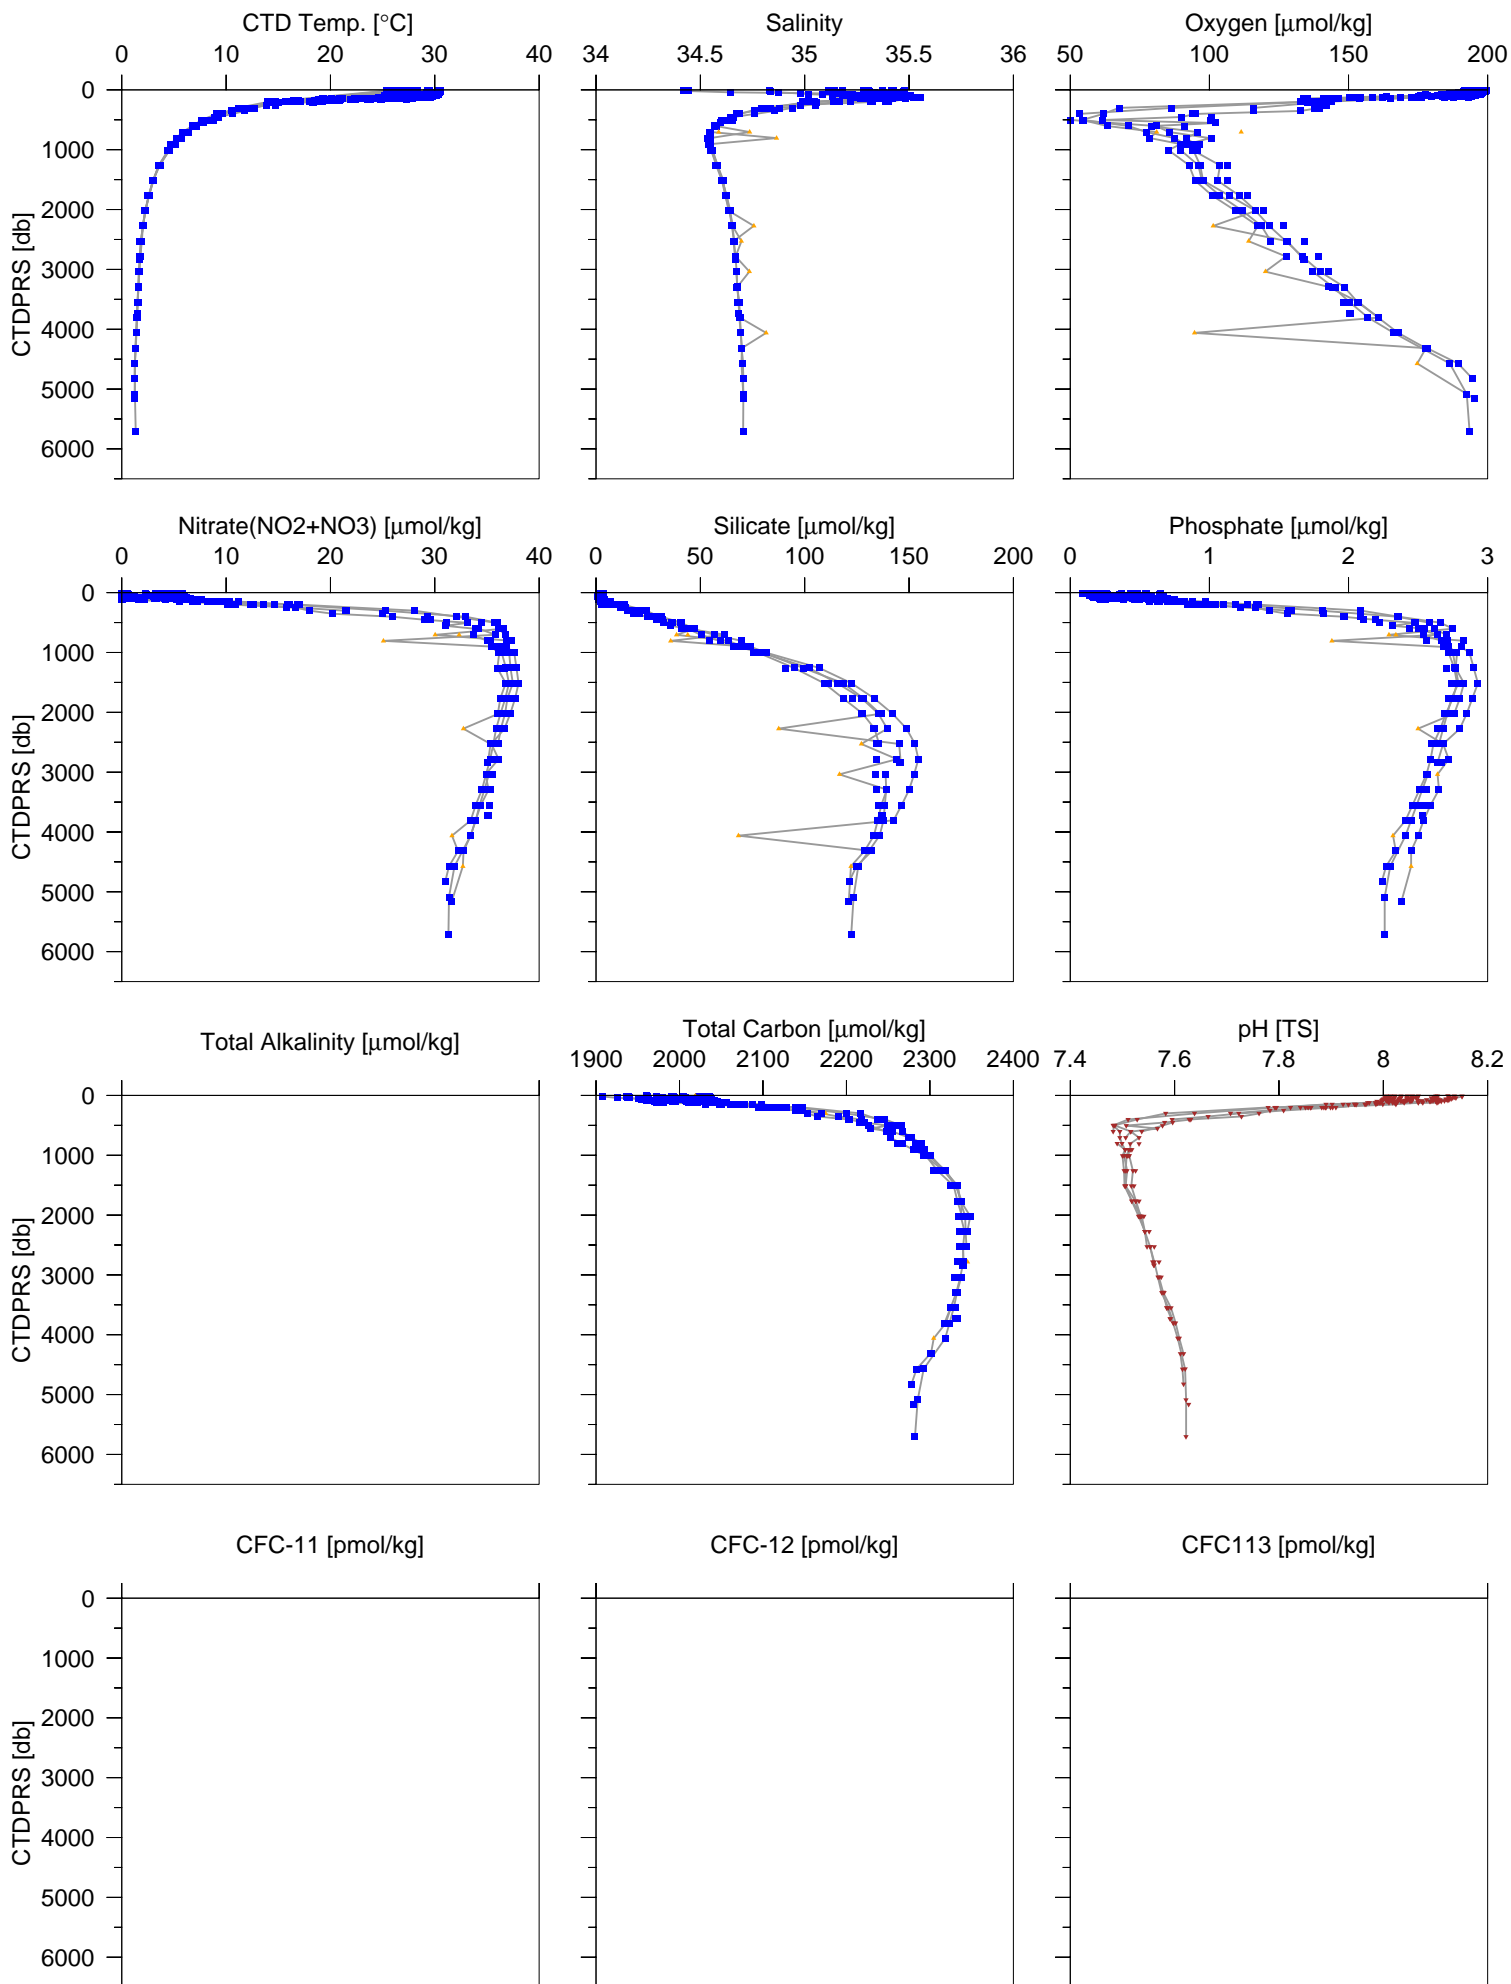 CTD Temp. [°C] Salinity Oxygen [μmol/kg]
0 10 20 30 40 34 34.5 35 35.5 36 50 100 150 200
0
1000
2000
3000
4000
5000
6000
CTDPRS [db]
Nitrate(NO2+NO3) [μmol/kg] Silicate [μmol/kg] Phosphate [μmol/kg]
0 10 20 30 40 0 50 100 150 200 0 1 2 3
0
1000
2000
3000
4000
5000
6000
CTDPRS [db]
Total Alkalinity [μmol/kg] Total Carbon [μmol/kg] pH [TS]
1900 2000 2100 2200 2300 2400 7.4 7.6 7.8 8 8.2
0
1000
2000
3000
4000
5000
6000
CTDPRS [db]
CFC-11 [pmol/kg] CFC-12 [pmol/kg] CFC113 [pmol/kg]
0
1000
2000
3000
4000
5000
6000
CTDPRS [db]